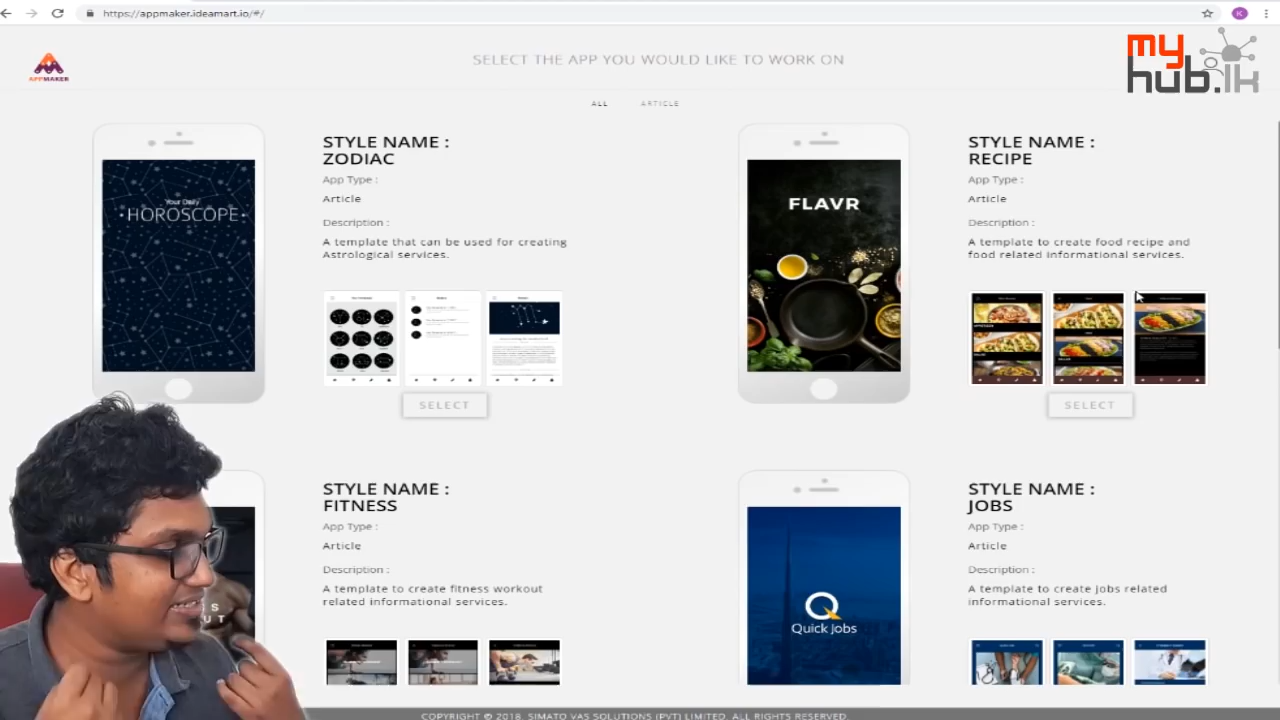 https://appmaker.ideamart.io/#/
K
my
hub.lk
APPMAKER
SELECT THE APP YOU WOULD LIKE TO WORK ON
ALL
ARTICLE
Your Daily
HOROSCOPE
STYLE NAME :
ZODIAC
App Type :
Article
Description :
A template that can be used for creating
Astrological services.
SELECT
FLAVR
STYLE NAME :
RECIPE
App Type :
Article
Description :
A template to create food recipe and
food related informational services.
SELECT
STYLE NAME :
FITNESS
App Type :
Article
Description :
A template to create fitness workout
related informational services.
Quick Jobs
STYLE NAME :
JOBS
App Type :
Article
Description :
A template to create jobs related
informational services.
COPYRIGHT © 2018 SIMATO VAS SOLUTIONS (PVT) LIMITED. ALL RIGHTS RESERVED.